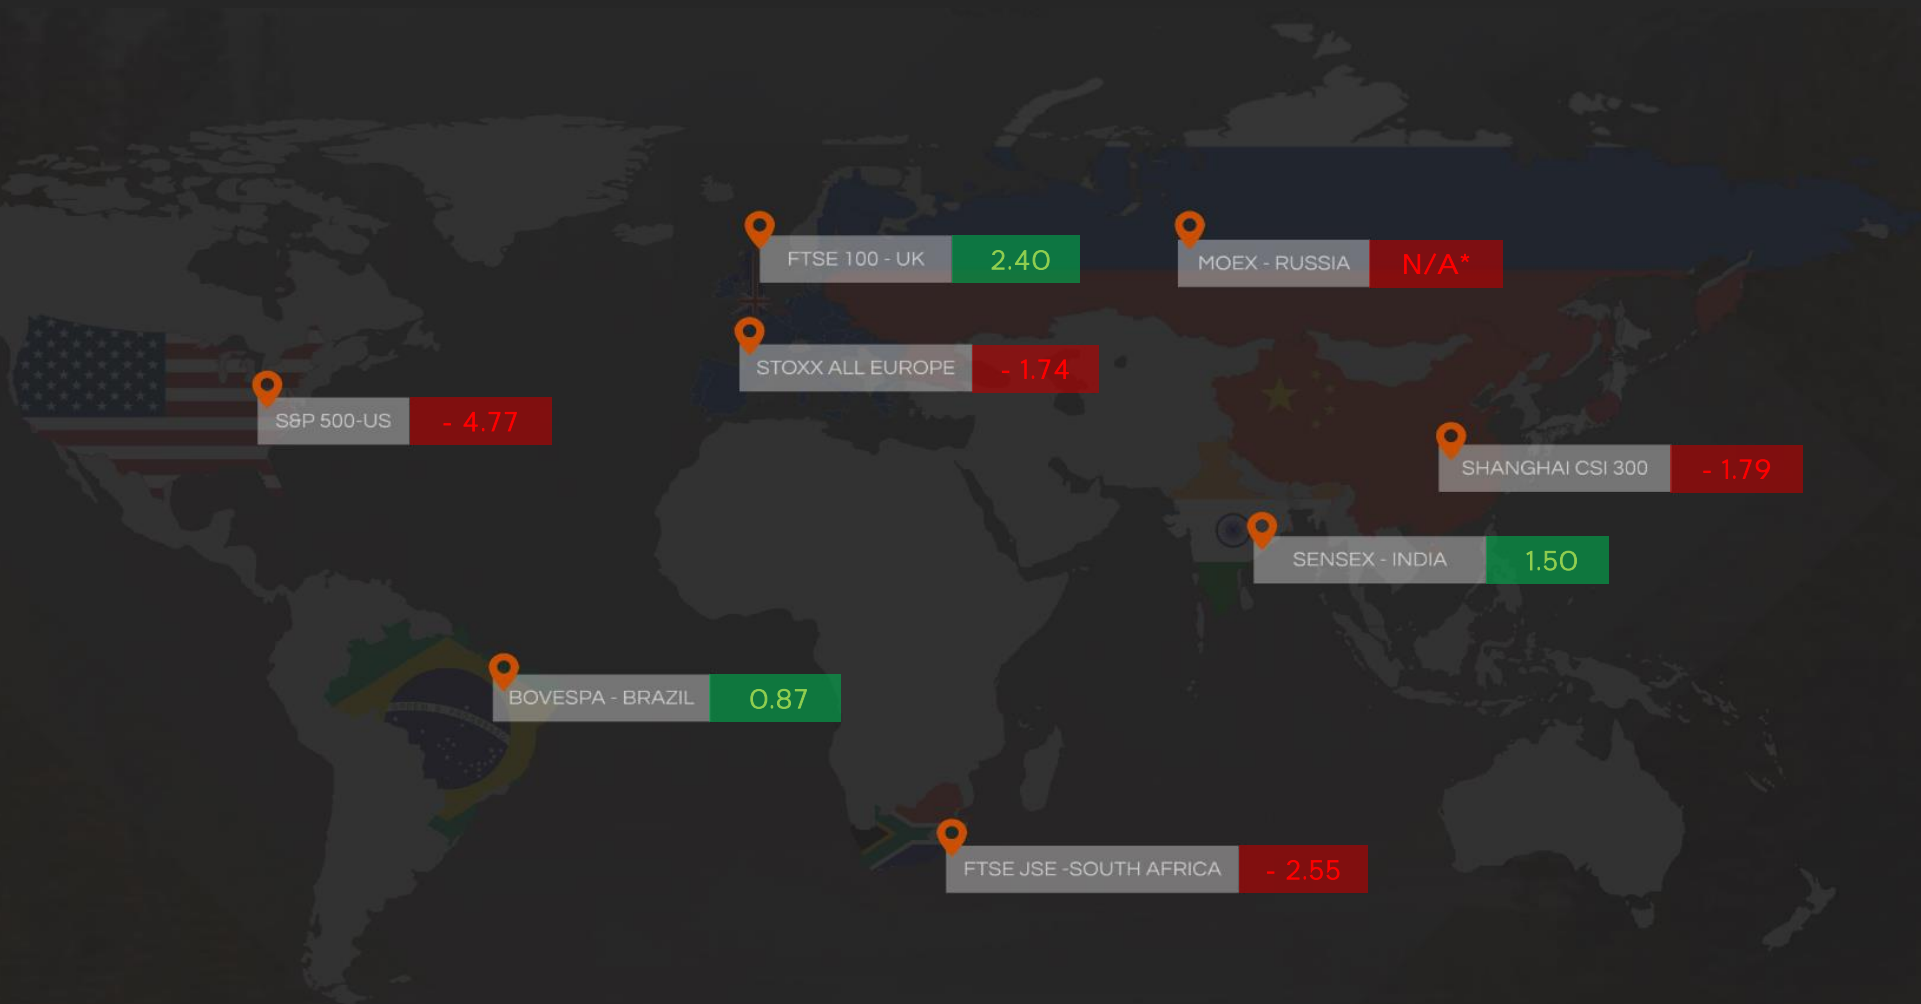 FTSE 100 - UK 2.40
MOEX - RUSSIA N/A*
STOXX ALL EUROPE - 1.74
S&P 500-US - 4.77
SHANGHAI CSI 300 - 1.79
SENSEX - INDIA 1.50
BOVESPA - BRAZIL 0.87
FTSE JSE -SOUTH AFRICA - 2.55